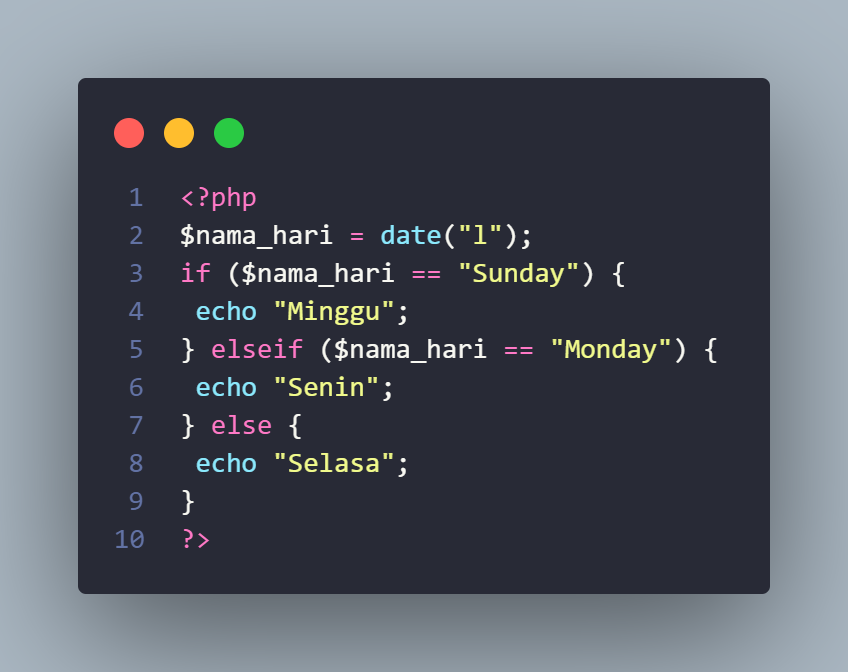 1 <?php
2 $nama_hari = date("l");
3 if ($nama_hari == "Sunday") {
4  echo "Minggu";
5 } elseif ($nama_hari == "Monday") {
6  echo "Senin";
7 } else {
8  echo "Selasa";
9 }
10 ?>